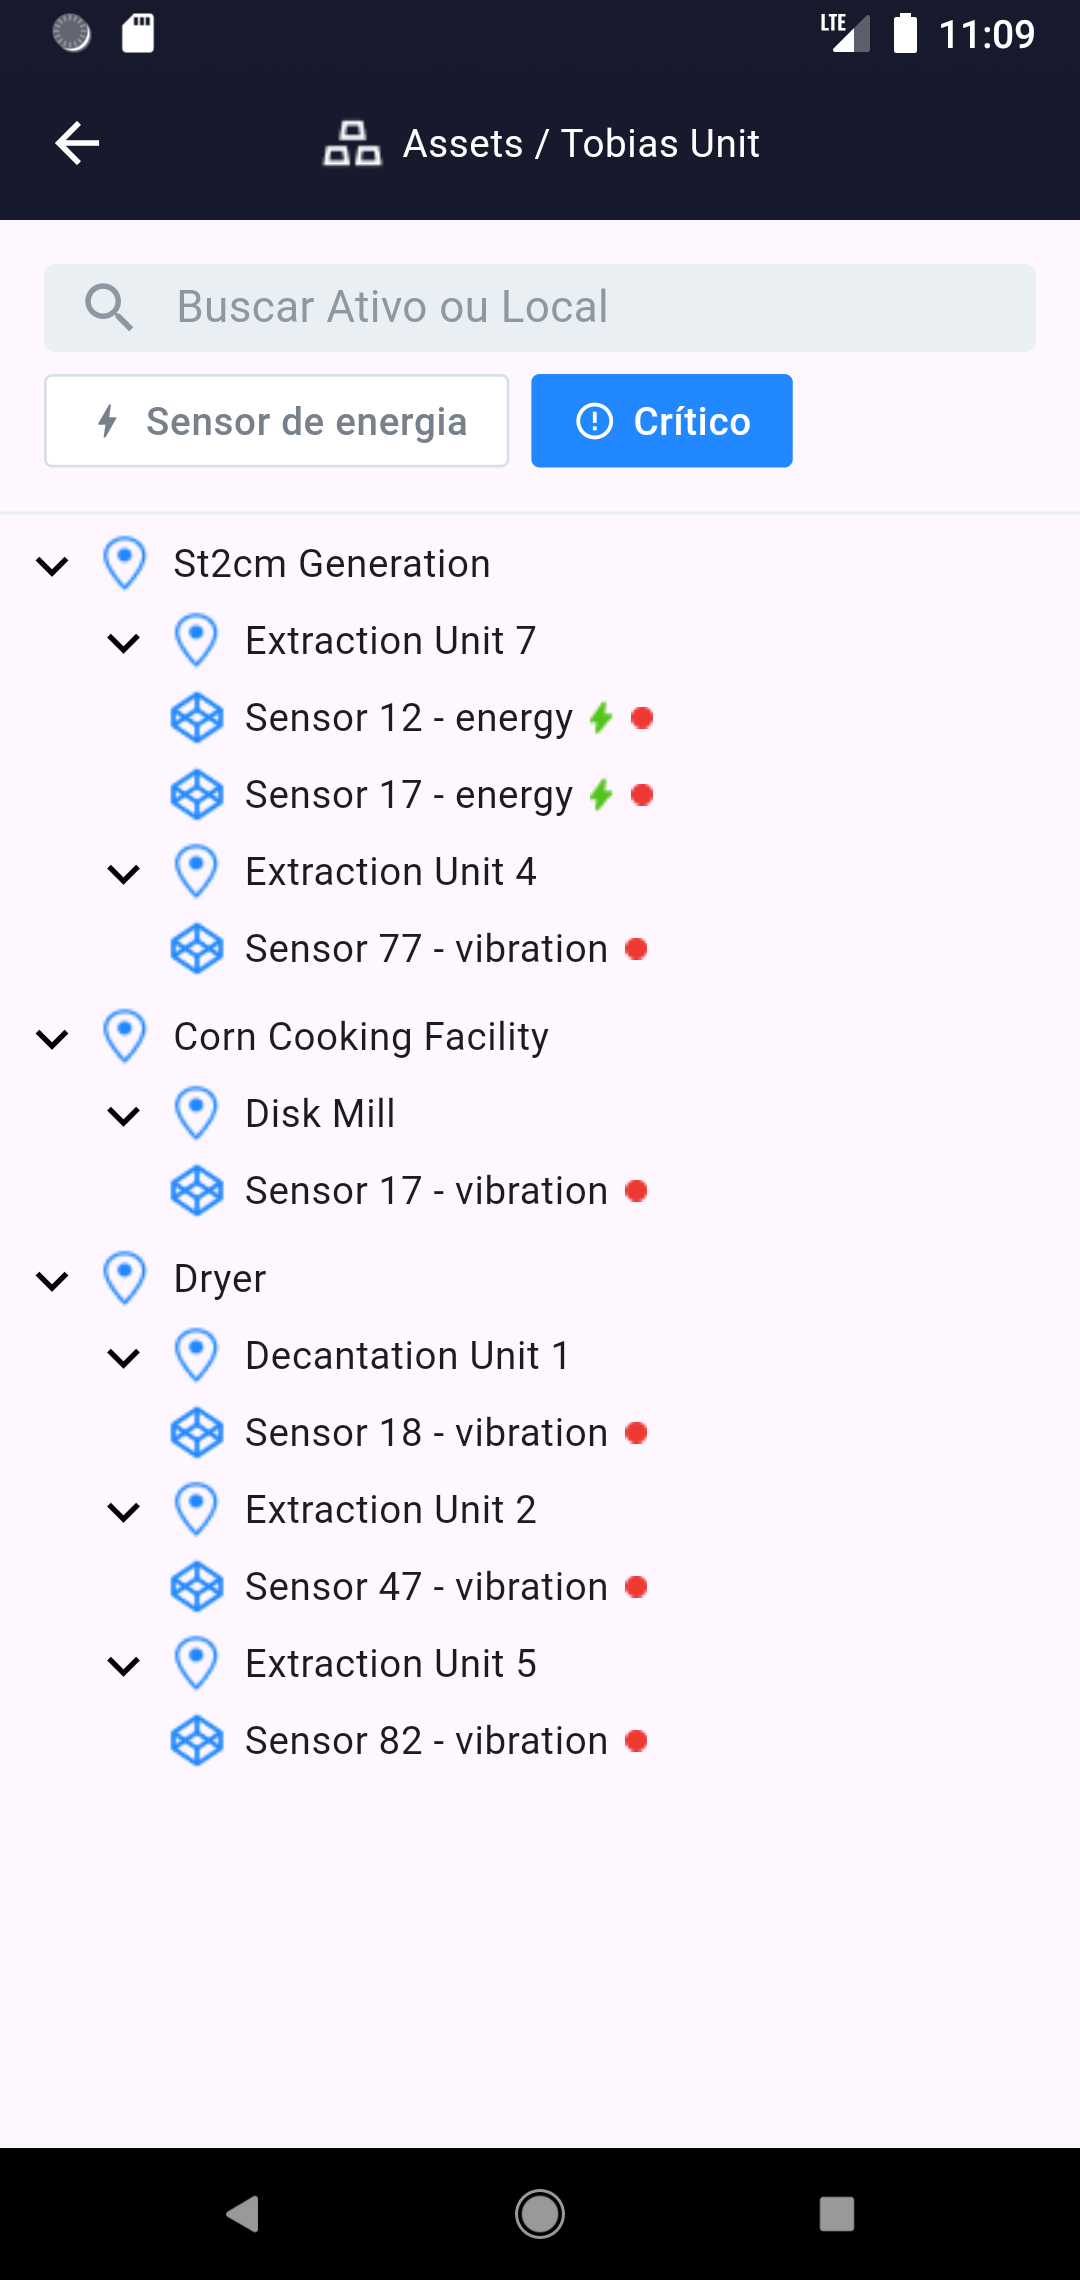 LTE 11:09
Assets / Tobias Unit
Buscar Ativo ou Local
Sensor de energia Crítico
St2cm Generation
Extraction Unit 7
Sensor 12 - energy
Sensor 17 - energy
Extraction Unit 4
Sensor 77 - vibration
Corn Cooking Facility
Disk Mill
Sensor 17 - vibration
Dryer
Decantation Unit 1
Sensor 18 - vibration
Extraction Unit 2
Sensor 47 - vibration
Extraction Unit 5
Sensor 82 - vibration